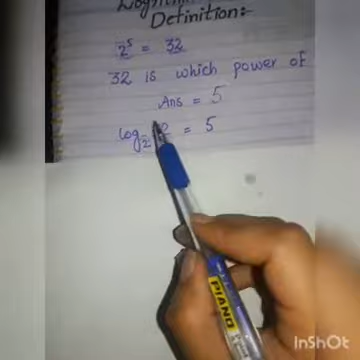 Definition:-
2⁵ = 32
32 is which power of
Ans = 5
log₂ = 5
PIANO
InShOt